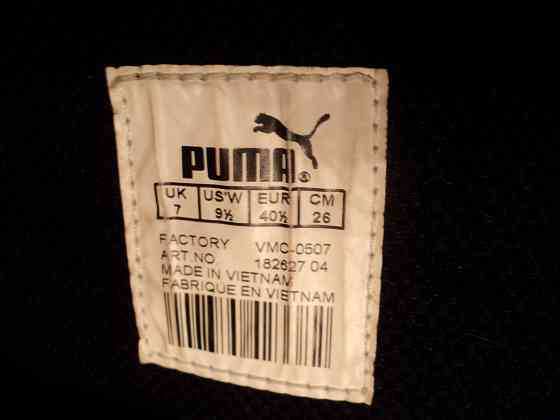 PUMA®
UK US'W EUR CM
7 9½ 40½ 26
FACTORY VMC-0507
ART.NO 182627 04
MADE IN VIETNAM
FABRIQUE EN VIETNAM